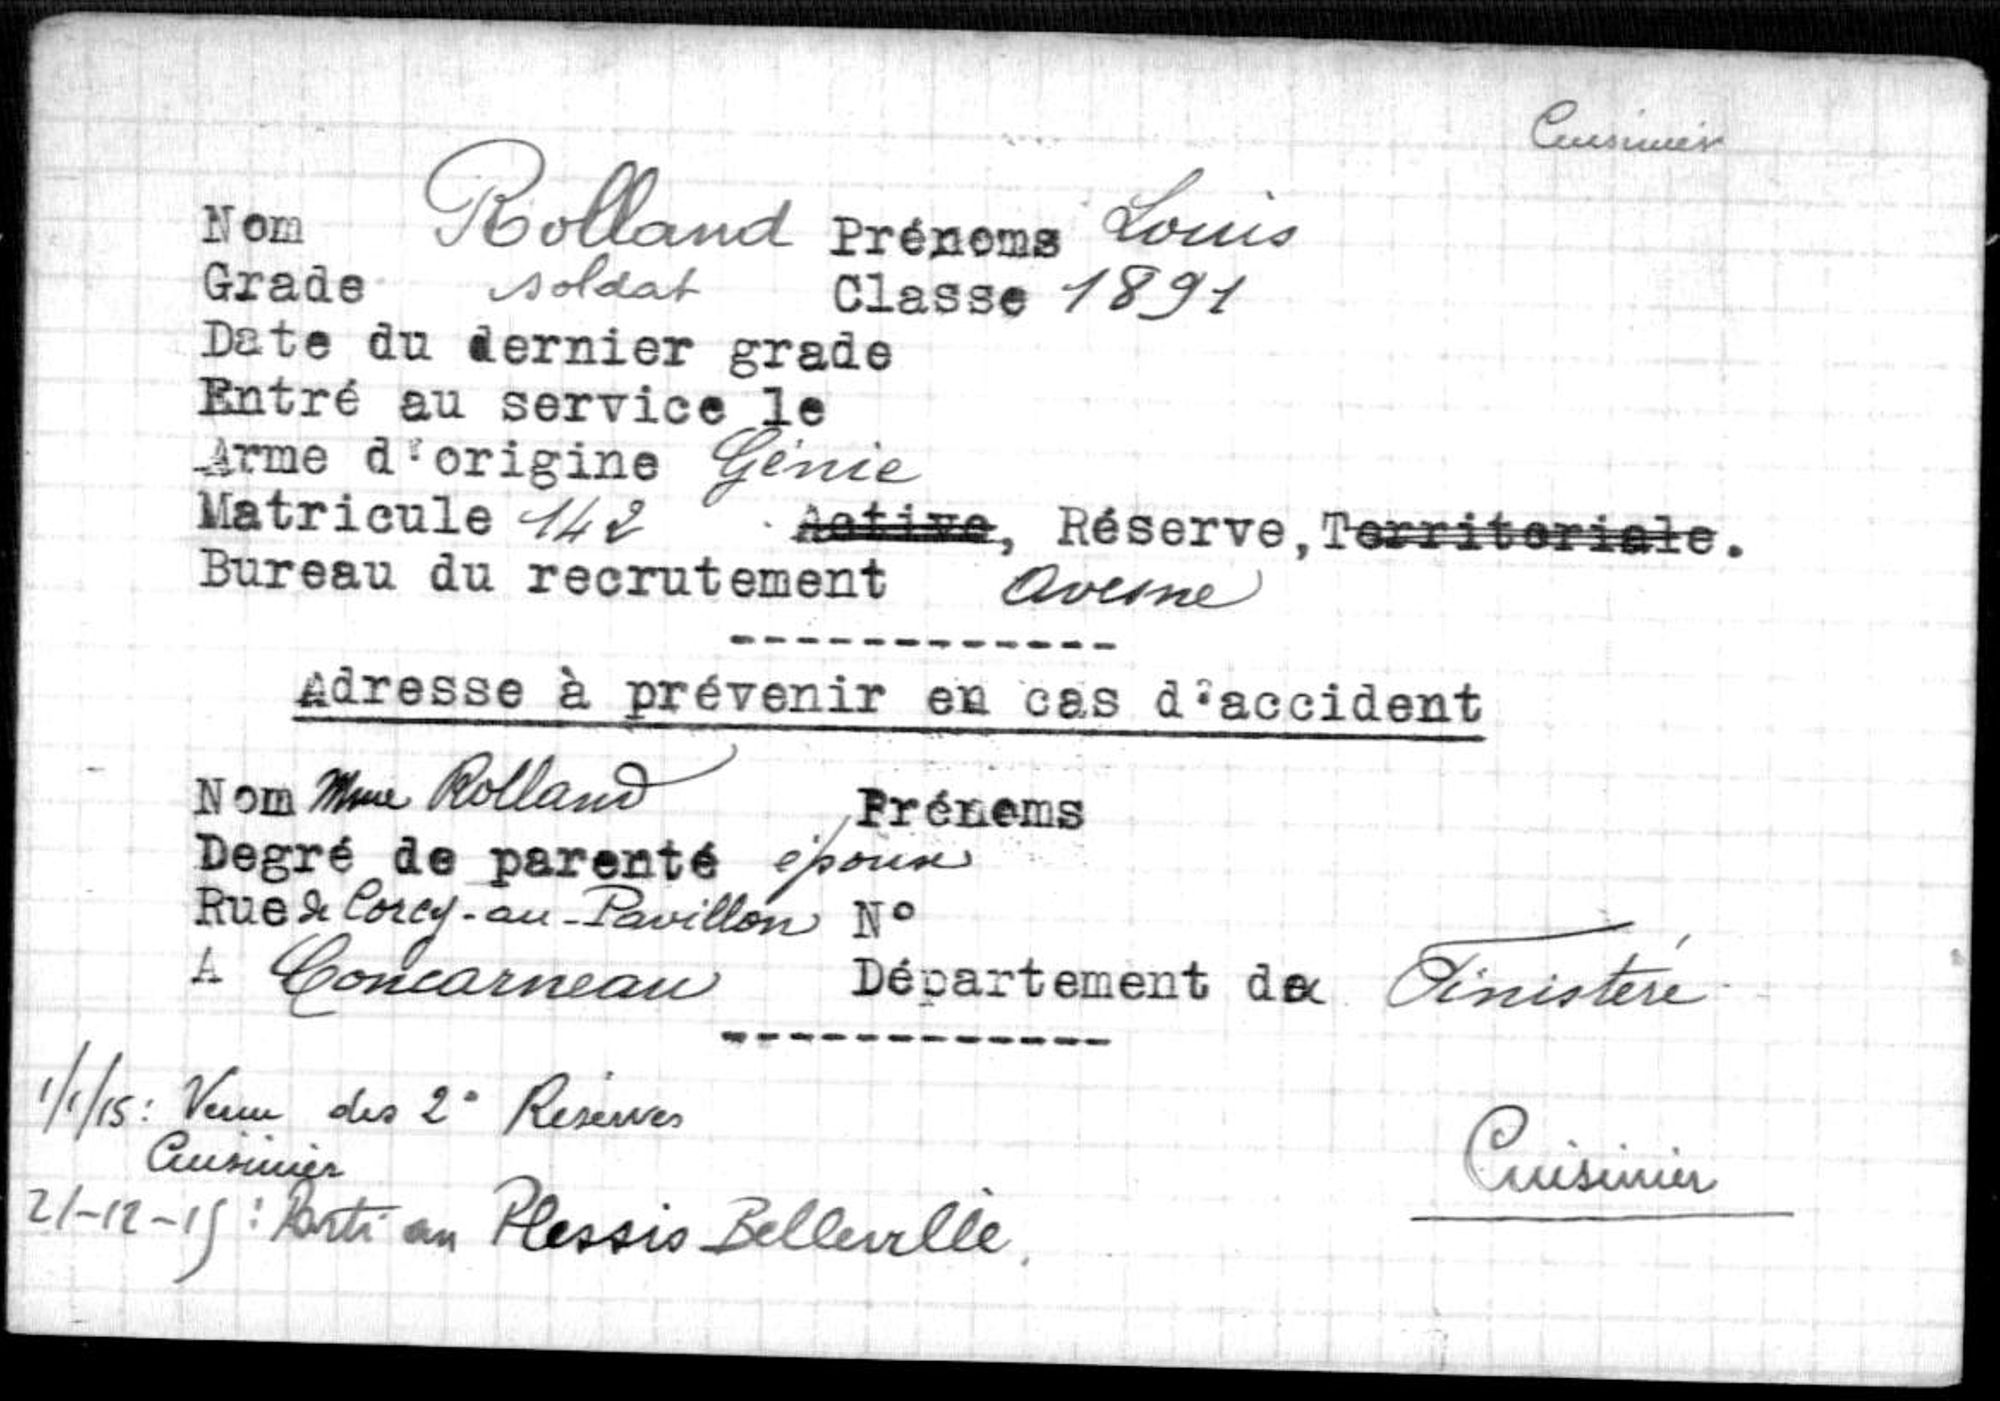 Cuisinier
Nom Rolland Prénoms Louis
Grade soldat Classe 1891
Date du dernier grade
Entré au service le
Arme d'origine Génie
Matricule 142 Active, Réserve, Territoriale.
Bureau du recrutement Avesne
-------------
Adresse à prévenir en cas d'accident
Nom Mme Rolland Prénoms
Degré de parenté épouse
Rue de Corcy-au-Pavillon N°
A Concarneau Département du Finistère
-------------
1/1/15: Venu des 2° Réserves
Cuisinier
Cuisinier
21-12-15: Parti au Plessis Belleville.